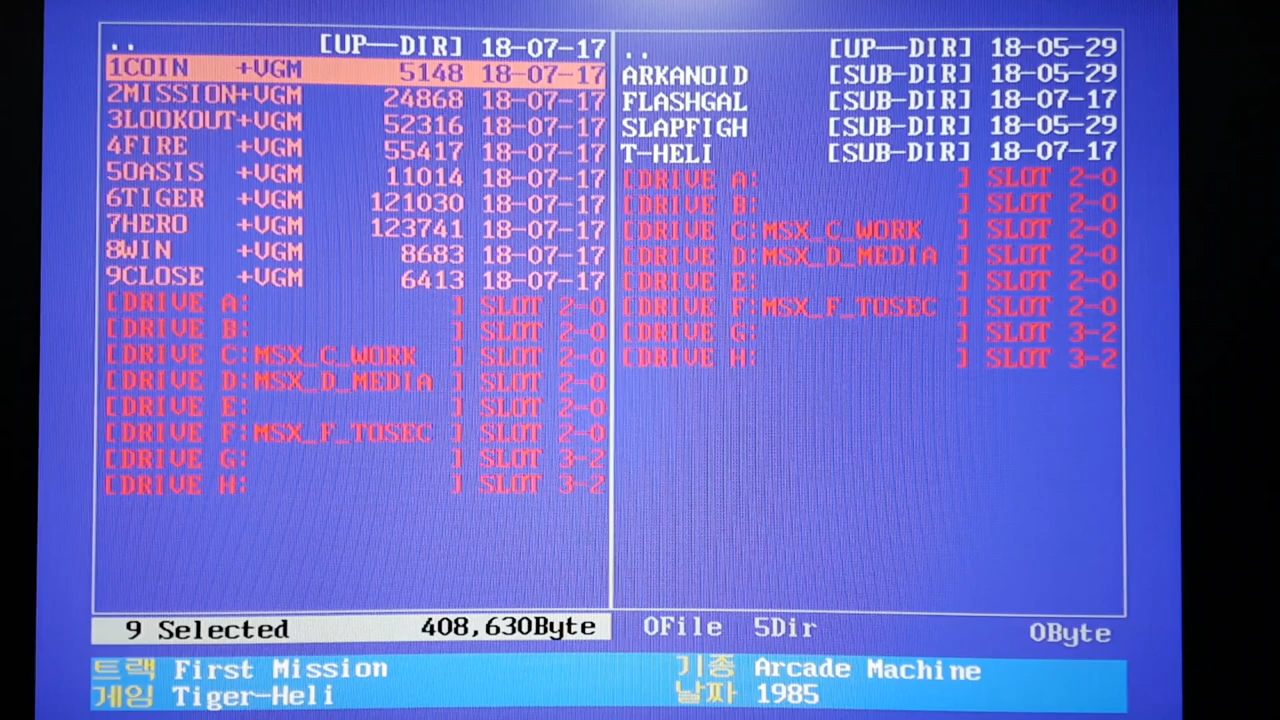 .. [UP—DIR] 18-07-17
1COIN +VGM 5148 18-07-17
2MISSION+VGM 24868 18-07-17
3LOOKOUT+VGM 52316 18-07-17
4FIRE +VGM 55417 18-07-17
5OASIS +VGM 11014 18-07-17
6TIGER +VGM 121030 18-07-17
7HERO +VGM 123741 18-07-17
8WIN +VGM 8683 18-07-17
9CLOSE +VGM 6413 18-07-17
[DRIVE A: ] SLOT 2-0
[DRIVE B: ] SLOT 2-0
[DRIVE C:MSX_C_WORK ] SLOT 2-0
[DRIVE D:MSX_D_MEDIA ] SLOT 2-0
[DRIVE E: ] SLOT 2-0
[DRIVE F:MSX_F_TOSEC ] SLOT 2-0
[DRIVE G: ] SLOT 3-2
[DRIVE H: ] SLOT 3-2
9 Selected 408,630Byte
.. [UP—DIR] 18-05-29
ARKANOID [SUB-DIR] 18-05-29
FLASHGAL [SUB-DIR] 18-07-17
SLAPFIGH [SUB-DIR] 18-05-29
T-HELI [SUB-DIR] 18-07-17
[DRIVE A: ] SLOT 2-0
[DRIVE B: ] SLOT 2-0
[DRIVE C:MSX_C_WORK ] SLOT 2-0
[DRIVE D:MSX_D_MEDIA ] SLOT 2-0
[DRIVE E: ] SLOT 2-0
[DRIVE F:MSX_F_TOSEC ] SLOT 2-0
[DRIVE G: ] SLOT 3-2
[DRIVE H: ] SLOT 3-2
0File 5Dir 0Byte
트랙 First Mission 기종 Arcade Machine
게임 Tiger-Heli 날짜 1985